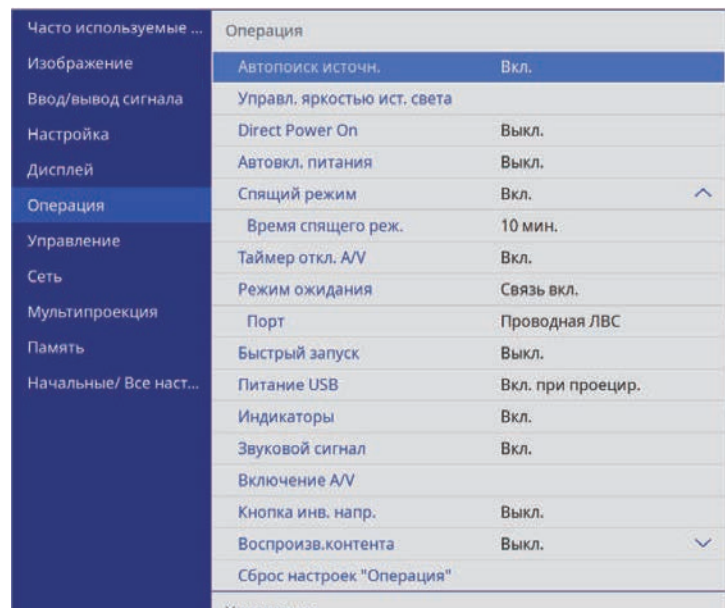 Часто используемые ...
Изображение
Ввод/вывод сигнала
Настройка
Дисплей
Операция
Управление
Сеть
Мультипроекция
Память
Начальные/ Все наст...
Операция
Автопоиск источн. Вкл.
Управл. яркостью ист. света
Direct Power On Выкл.
Автовкл. питания Выкл.
Спящий режим Вкл.
Время спящего реж. 10 мин.
Таймер откл. A/V Вкл.
Режим ожидания Связь вкл.
Порт Проводная ЛВС
Быстрый запуск Выкл.
Питание USB Вкл. при проецир.
Индикаторы Вкл.
Звуковой сигнал Вкл.
Включение A/V
Кнопка инв. напр. Выкл.
Воспроизв.контента Выкл.
Сброс настроек "Операция"